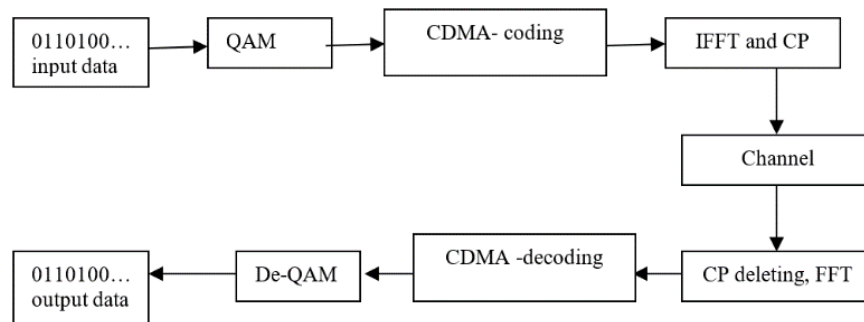 0110100…
input data
QAM
CDMA- coding
IFFT and CP
Channel
CP deleting, FFT
CDMA -decoding
De-QAM
0110100…
output data